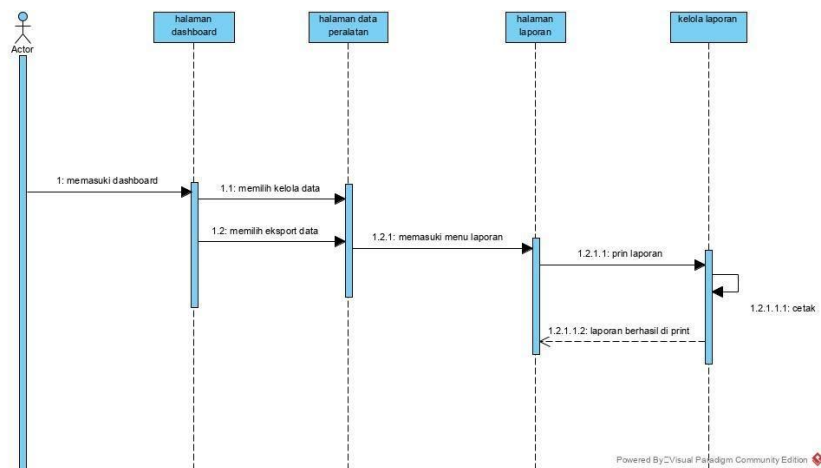 halaman
dashboard
halaman data
peralatan
halaman
laporan
kelola laporan
Actor
1: memasuki dashboard
1.1: memilih kelola data
1.2: memilih eksport data
1.2.1: memasuki menu laporan
1.2.1.1: prin laporan
1.2.1.1.1: cetak
1.2.1.1.2: laporan berhasil di print
Powered By Visual Paradigm Community Edition